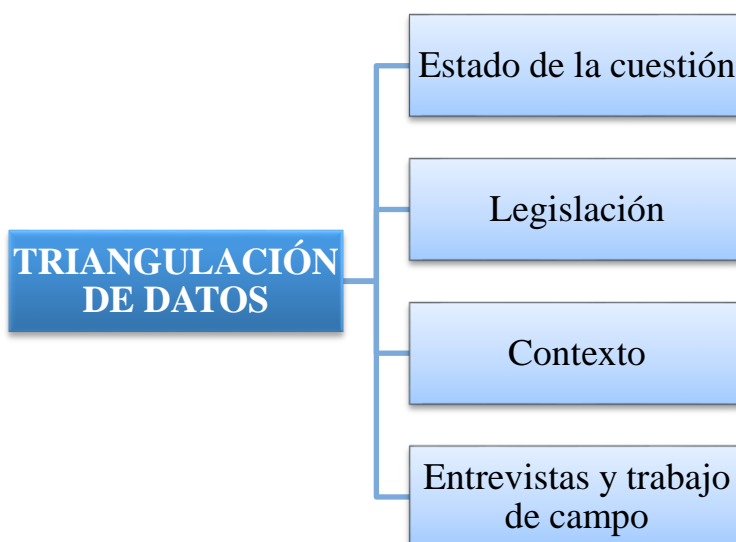 Estado de la cuestión
Legislación
TRIANGULACIÓN
DE DATOS
Contexto
Entrevistas y trabajo
de campo